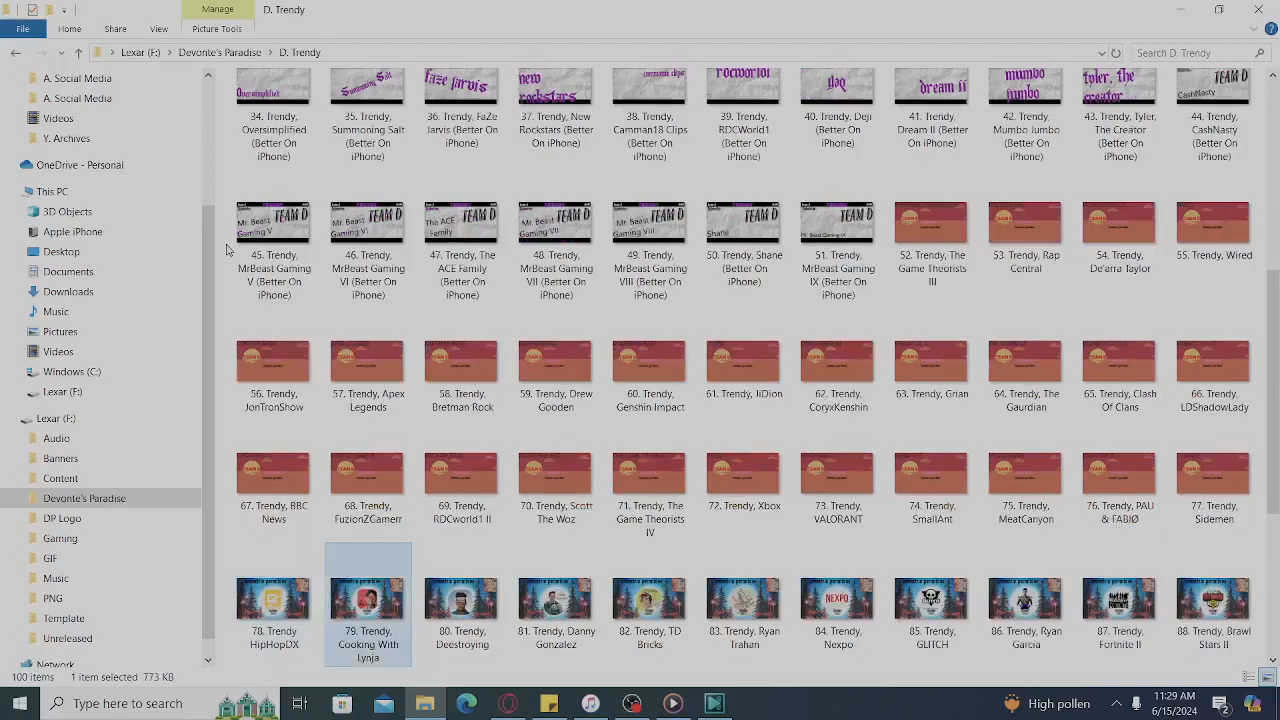 Manage
D. Trendy
File
Home
Share
View
Picture Tools
Lexar (F:)
Devonte's Paradise
D. Trendy
Search D. Trendy
A. Social Media
A. Social Media
Videos
Y. Archives
OneDrive - Personal
This PC
3D Objects
Apple iPhone
Desktop
Documents
Downloads
Music
Pictures
Videos
Windows (C:)
Lexar (F:)
Lexar (F:)
Audio
Banners
Content
Devonte's Paradise
DP Logo
Gaming
GIF
Music
PNG
Template
Unreleased
Network
34. Trendy,
Oversimplified
(Better On
iPhone)
35. Trendy,
Summoning Salt
(Better On
iPhone)
36. Trendy, FaZe
Jarvis (Better On
iPhone)
37. Trendy, New
Rockstars (Better
On iPhone)
38. Trendy,
Camman18 Clips
(Better On
iPhone)
39. Trendy,
RDCWorld1
(Better On
iPhone)
40. Trendy, Deji
(Better On
iPhone)
41. Trendy,
Dream II (Better
On iPhone)
42. Trendy,
Mumbo Jumbo
(Better On
iPhone)
43. Trendy, Tyler,
The Creator
(Better On
iPhone)
44. Trendy,
CashNasty
(Better On
iPhone)
45. Trendy,
MrBeast Gaming
V (Better On
iPhone)
46. Trendy,
MrBeast Gaming
VI (Better On
iPhone)
47. Trendy, The
ACE Family
(Better On
iPhone)
48. Trendy,
MrBeast Gaming
VII (Better On
iPhone)
49. Trendy,
MrBeast Gaming
VIII (Better On
iPhone)
50. Trendy, Shane
(Better On
iPhone)
51. Trendy,
MrBeast Gaming
IX (Better On
iPhone)
52. Trendy, The
Game Theorists
III
53. Trendy, Rap
Central
54. Trendy,
De'arra Taylor
55. Trendy, Wired
56. Trendy,
JonTronShow
57. Trendy, Apex
Legends
58. Trendy,
Bretman Rock
59. Trendy, Drew
Gooden
60. Trendy,
Genshin Impact
61. Trendy, JiDion
62. Trendy,
CoryxKenshin
63. Trendy, Grian
64. Trendy, The
Gaurdian
65. Trendy, Clash
Of Clans
66. Trendy,
LDShadowLady
67. Trendy, BBC
News
68. Trendy,
FuzionZGamerr
69. Trendy,
RDCworld1 II
70. Trendy, Scott
The Woz
71. Trendy, The
Game Theorists
IV
72. Trendy, Xbox
73. Trendy,
VALORANT
74. Trendy,
SmallAnt
75. Trendy,
MeatCanyon
76. Trendy, PAU
& FABIØ
77. Trendy,
Sidemen
78. Trendy
HipHopDX
79. Trendy,
Cooking With
Lynja
80. Trendy,
Deestroying
81. Trendy, Danny
Gonzalez
82. Trendy, TD
Bricks
83. Trendy, Ryan
Trahan
84. Trendy,
Nexpo
85. Trendy,
GLITCH
86. Trendy, Ryan
Garcia
87. Trendy,
Fortnite II
88. Trendy, Brawl
Stars II
100 items
1 item selected 773 KB
Type here to search
High pollen
11:29 AM
6/15/2024
2